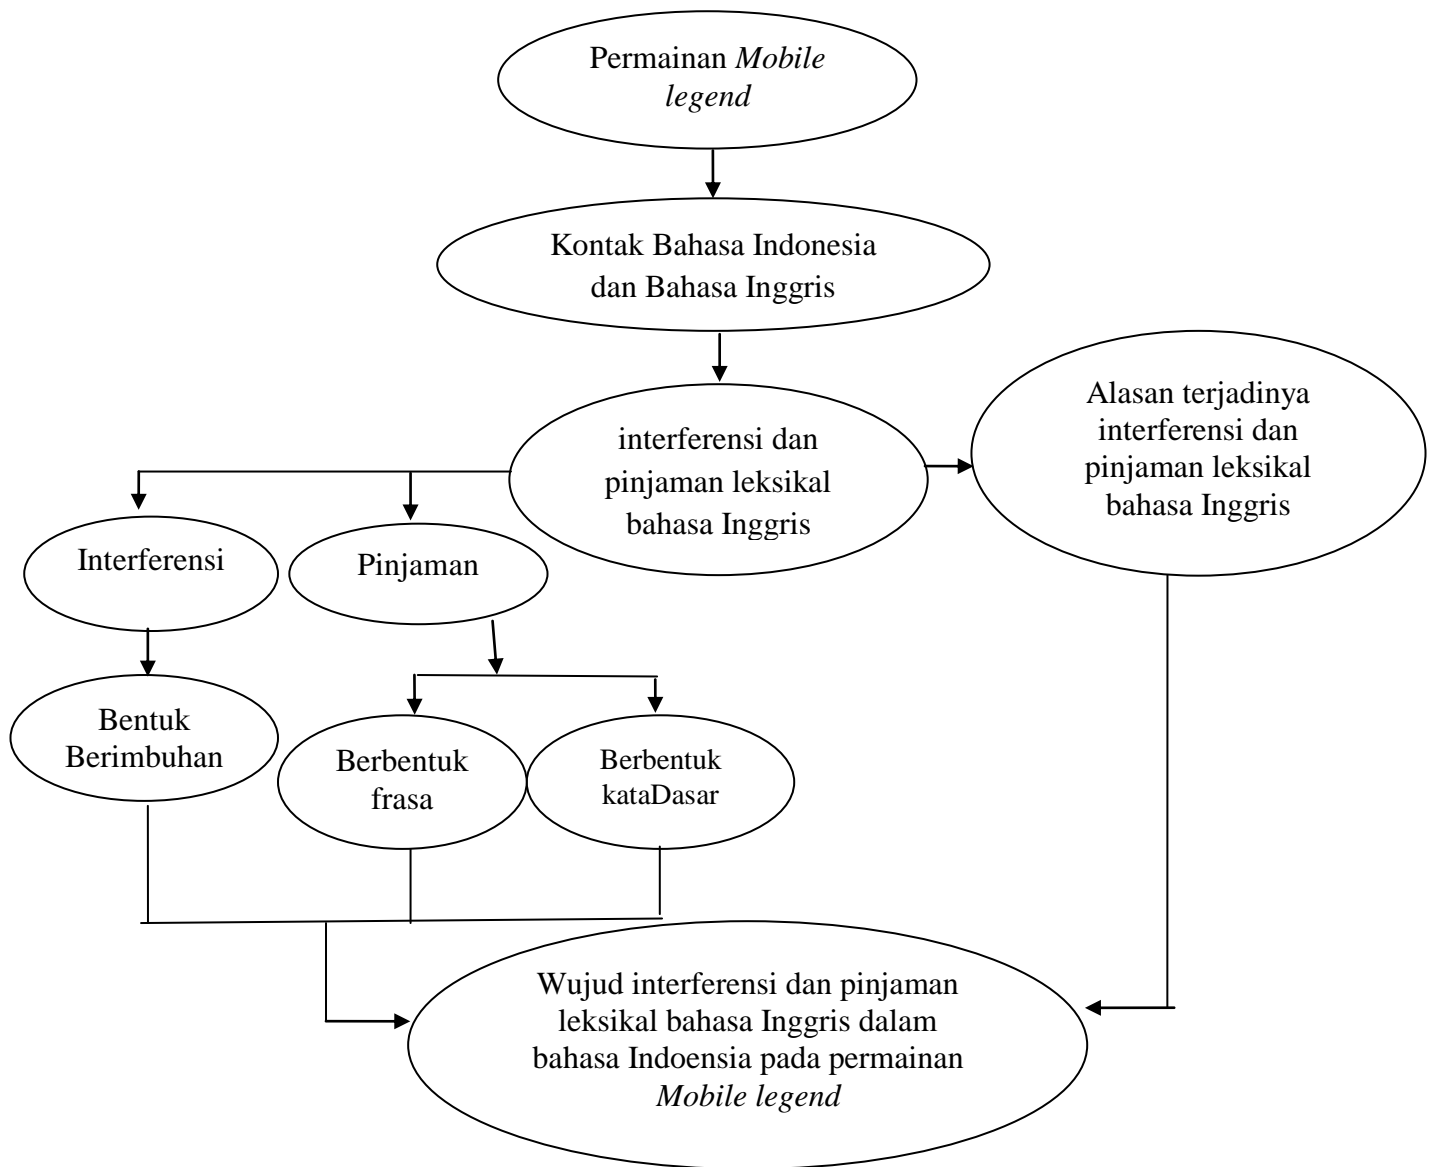 Permainan Mobile
legend
Kontak Bahasa Indonesia
dan Bahasa Inggris
interferensi dan
pinjaman leksikal
bahasa Inggris
Alasan terjadinya
interferensi dan
pinjaman leksikal
bahasa Inggris
Interferensi
Pinjaman
Bentuk
Berimbuhan
Berbentuk
frasa
Berbentuk
kataDasar
Wujud interferensi dan pinjaman
leksikal bahasa Inggris dalam
bahasa Indoensia pada permainan
Mobile legend